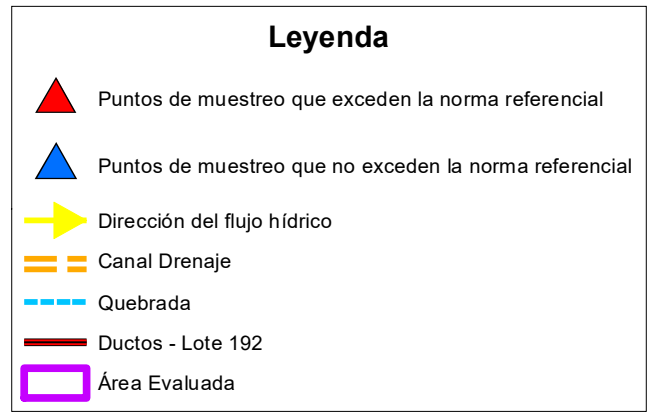 Leyenda
Puntos de muestreo que exceden la norma referencial
Puntos de muestreo que no exceden la norma referencial
Dirección del flujo hídrico
Canal Drenaje
Quebrada
Ductos - Lote 192
Área Evaluada